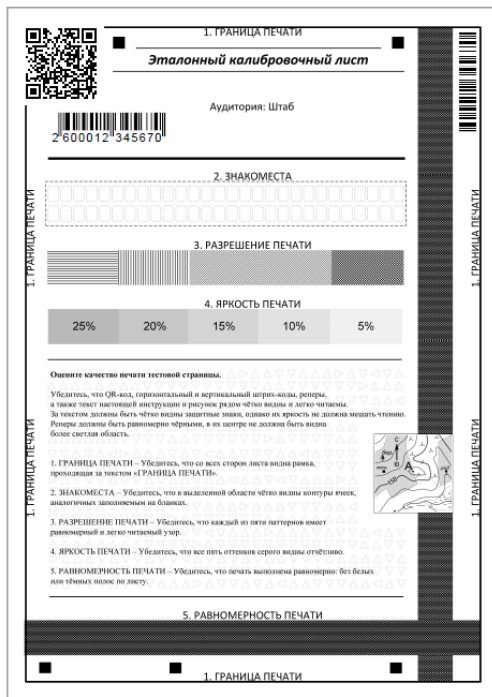 1. ГРАНИЦА ПЕЧАТИ
Эталонный калибровочный лист
Аудитория: Штаб
2 600012 345670
2. ЗНАКОМЕСТА
1. ГРАНИЦА ПЕЧАТИ
1. ГРАНИЦА ПЕЧАТИ
3. РАЗРЕШЕНИЕ ПЕЧАТИ
4. ЯРКОСТЬ ПЕЧАТИ
25% 20% 15% 10% 5%
Оцените качество печати тестовой страницы.
Убедитесь, что QR-код, горизонтальный и вертикальный штрих-коды, реперы,
а также текст настоящей инструкции и рисунок рядом чётко видны и легко читаемы.
За текстом должны быть чётко видны защитные знаки, однако их яркость не должна мешать чтению.
Реперы должны быть равномерно чёрными, в их центре не должна быть видна
более светлая область.
1. ГРАНИЦА ПЕЧАТИ
1. ГРАНИЦА ПЕЧАТИ
1. ГРАНИЦА ПЕЧАТИ – Убедитесь, что со всех сторон листа видна рамка,
проходящая за текстом «ГРАНИЦА ПЕЧАТИ».
2. ЗНАКОМЕСТА – Убедитесь, что в выделенной области чётко видны контуры ячеек,
аналогичных заполняемым на бланках.
3. РАЗРЕШЕНИЕ ПЕЧАТИ – Убедитесь, что каждый из пяти паттернов имеет
равномерный и легко читаемый узор.
4. ЯРКОСТЬ ПЕЧАТИ – Убедитесь, что все пять оттенков серого видны отчётливо.
5. РАВНОМЕРНОСТЬ ПЕЧАТИ – Убедитесь, что печать выполнена равномерно: без белых
или тёмных полос по листу.
5. РАВНОМЕРНОСТЬ ПЕЧАТИ
1. ГРАНИЦА ПЕЧАТИ